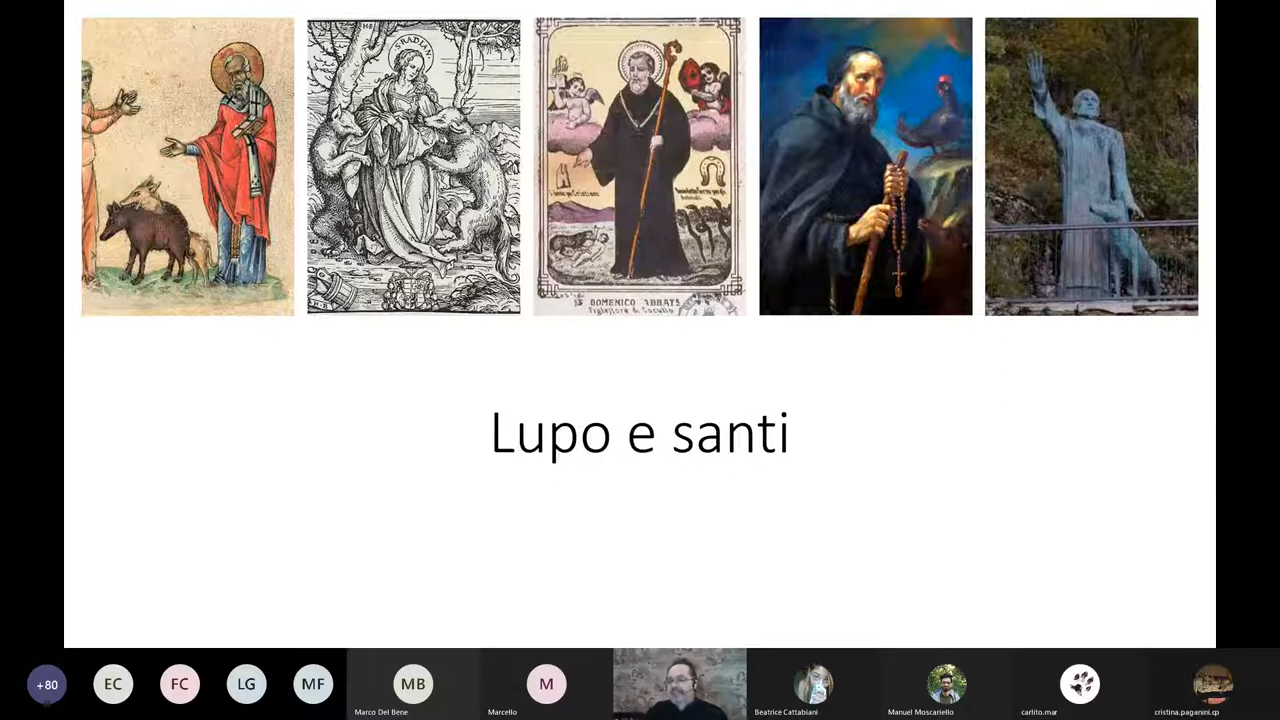 S·RADIAN
S DOMENICO ABBATE
Lupo e santi
+80
EC
FC
LG
MF
MB
M
Marco Del Bene
Marcello
Beatrice Cattabiani
Manuel Moscariello
carlito.mar
cristina.paganini.cp